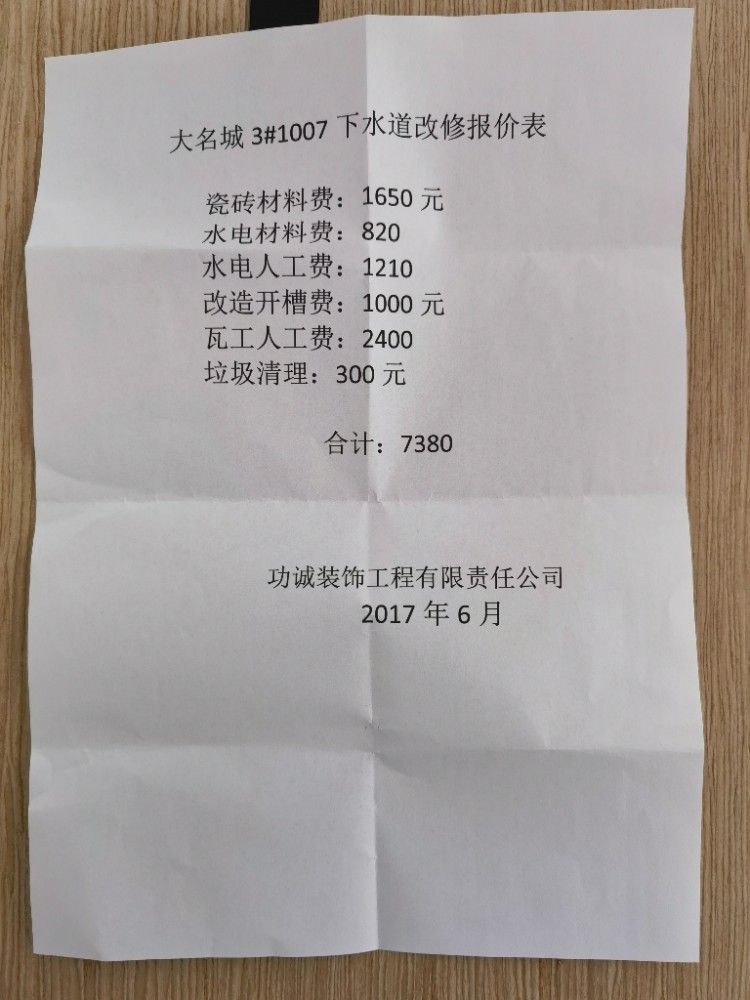 大名城 3#1007 下水道改修报价表
瓷砖材料费：1650 元
水电材料费：820
水电人工费：1210
改造开槽费：1000 元
瓦工人工费：2400
垃圾清理：300 元
合计：7380
功诚装饰工程有限责任公司
2017 年 6 月